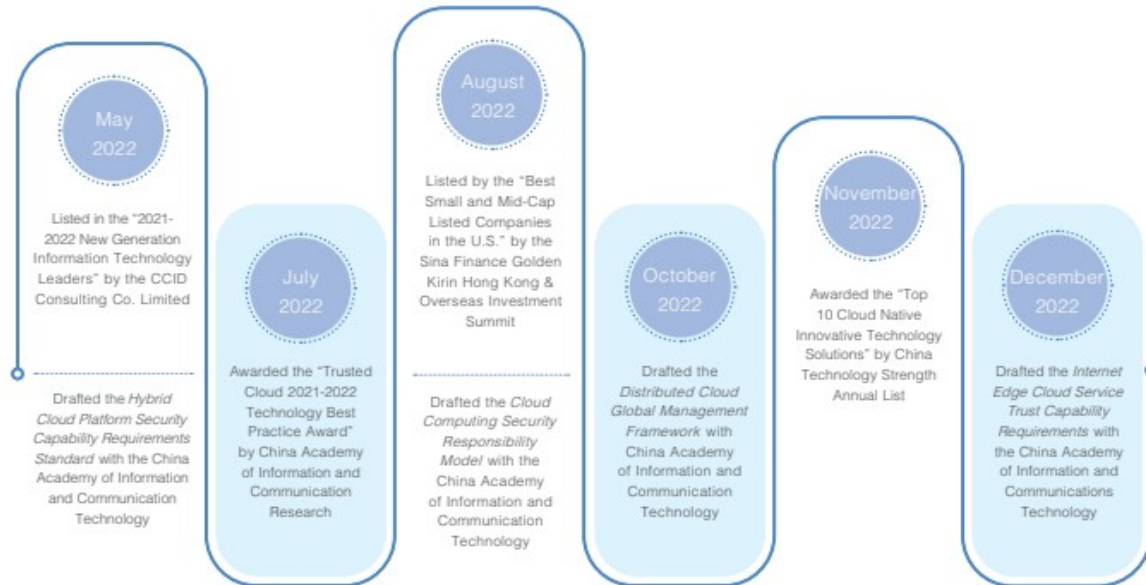 May
2022
Listed in the “2021-
2022 New Generation
Information Technology
Leaders” by the CCID
Consulting Co. Limited
Drafted the Hybrid
Cloud Platform Security
Capability Requirements
Standard with the China
Academy of Information
and Communication
Technology
July
2022
Awarded the “Trusted
Cloud 2021-2022
Technology Best
Practice Award”
by China Academy
of Information and
Communication
Research
August
2022
Listed by the “Best
Small and Mid-Cap
Listed Companies
in the U.S.” by the
Sina Finance Golden
Kirin Hong Kong &
Overseas Investment
Summit
Drafted the Cloud
Computing Security
Responsibility
Model with the
China Academy
of Information and
Communication
Technology
October
2022
Drafted the
Distributed Cloud
Global Management
Framework with
China Academy
of Information and
Communication
Technology
November
2022
Awarded the “Top
10 Cloud Native
Innovative Technology
Solutions” by China
Technology Strength
Annual List
December
2022
Drafted the Internet
Edge Cloud Service
Trust Capability
Requirements with
the China Academy
of Information and
Communications
Technology